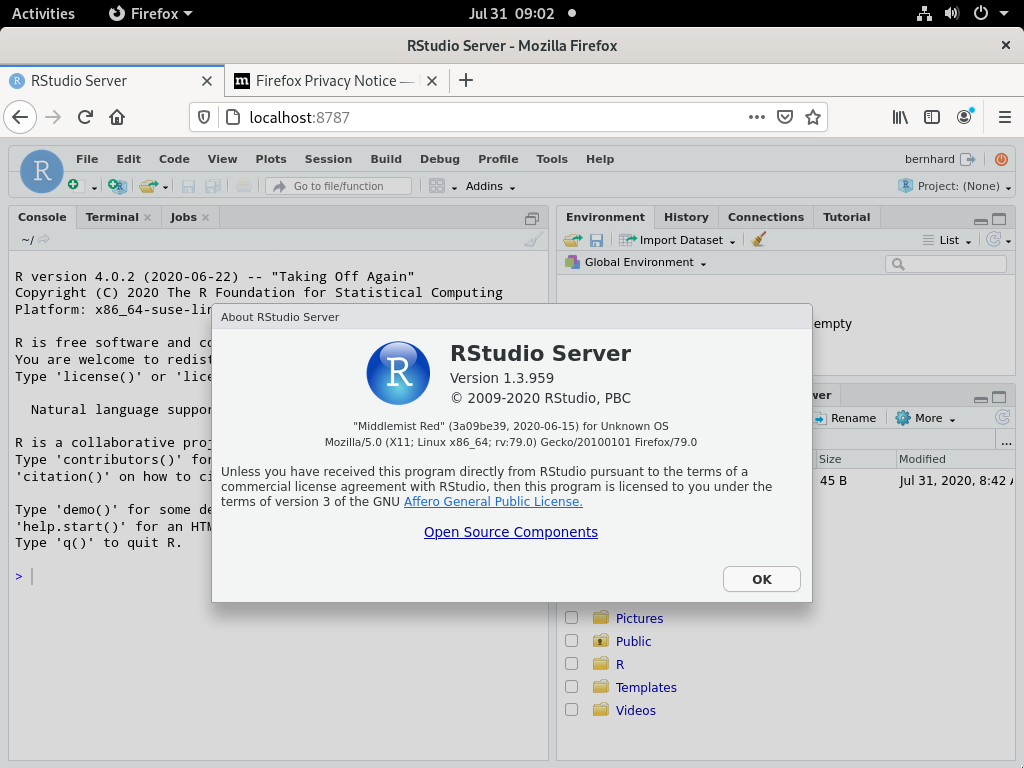 Activities Firefox Jul 31 09:02
RStudio Server - Mozilla Firefox
RStudio Server Firefox Privacy Notice —
localhost:8787
R
File Edit Code View Plots Session Build Debug Profile Tools Help bernhard
Go to file/function Addins Project: (None)
Console Terminal Jobs
~/
R version 4.0.2 (2020-06-22) -- "Taking Off Again"
Copyright (C) 2020 The R Foundation for Statistical Computing
Platform: x86_64-suse-lin
R is free software and co
You are welcome to redist
Type 'license()' or 'lice
Natural language suppor
R is a collaborative proj
Type 'contributors()' for
'citation()' on how to ci
Type 'demo()' for some de
'help.start()' for an HTM
Type 'q()' to quit R.
>
Environment History Connections Tutorial
Import Dataset List
Global Environment
empty
wer
Rename More
...
Size Modified
45 B Jul 31, 2020, 8:42 A
Pictures
Public
R
Templates
Videos
About RStudio Server
R
RStudio Server
Version 1.3.959
© 2009-2020 RStudio, PBC
"Middlemist Red" (3a09be39, 2020-06-15) for Unknown OS
Mozilla/5.0 (X11; Linux x86_64; rv:79.0) Gecko/20100101 Firefox/79.0
Unless you have received this program directly from RStudio pursuant to the terms of a
commercial license agreement with RStudio, then this program is licensed to you under the
terms of version 3 of the GNU Affero General Public License.
Open Source Components
OK